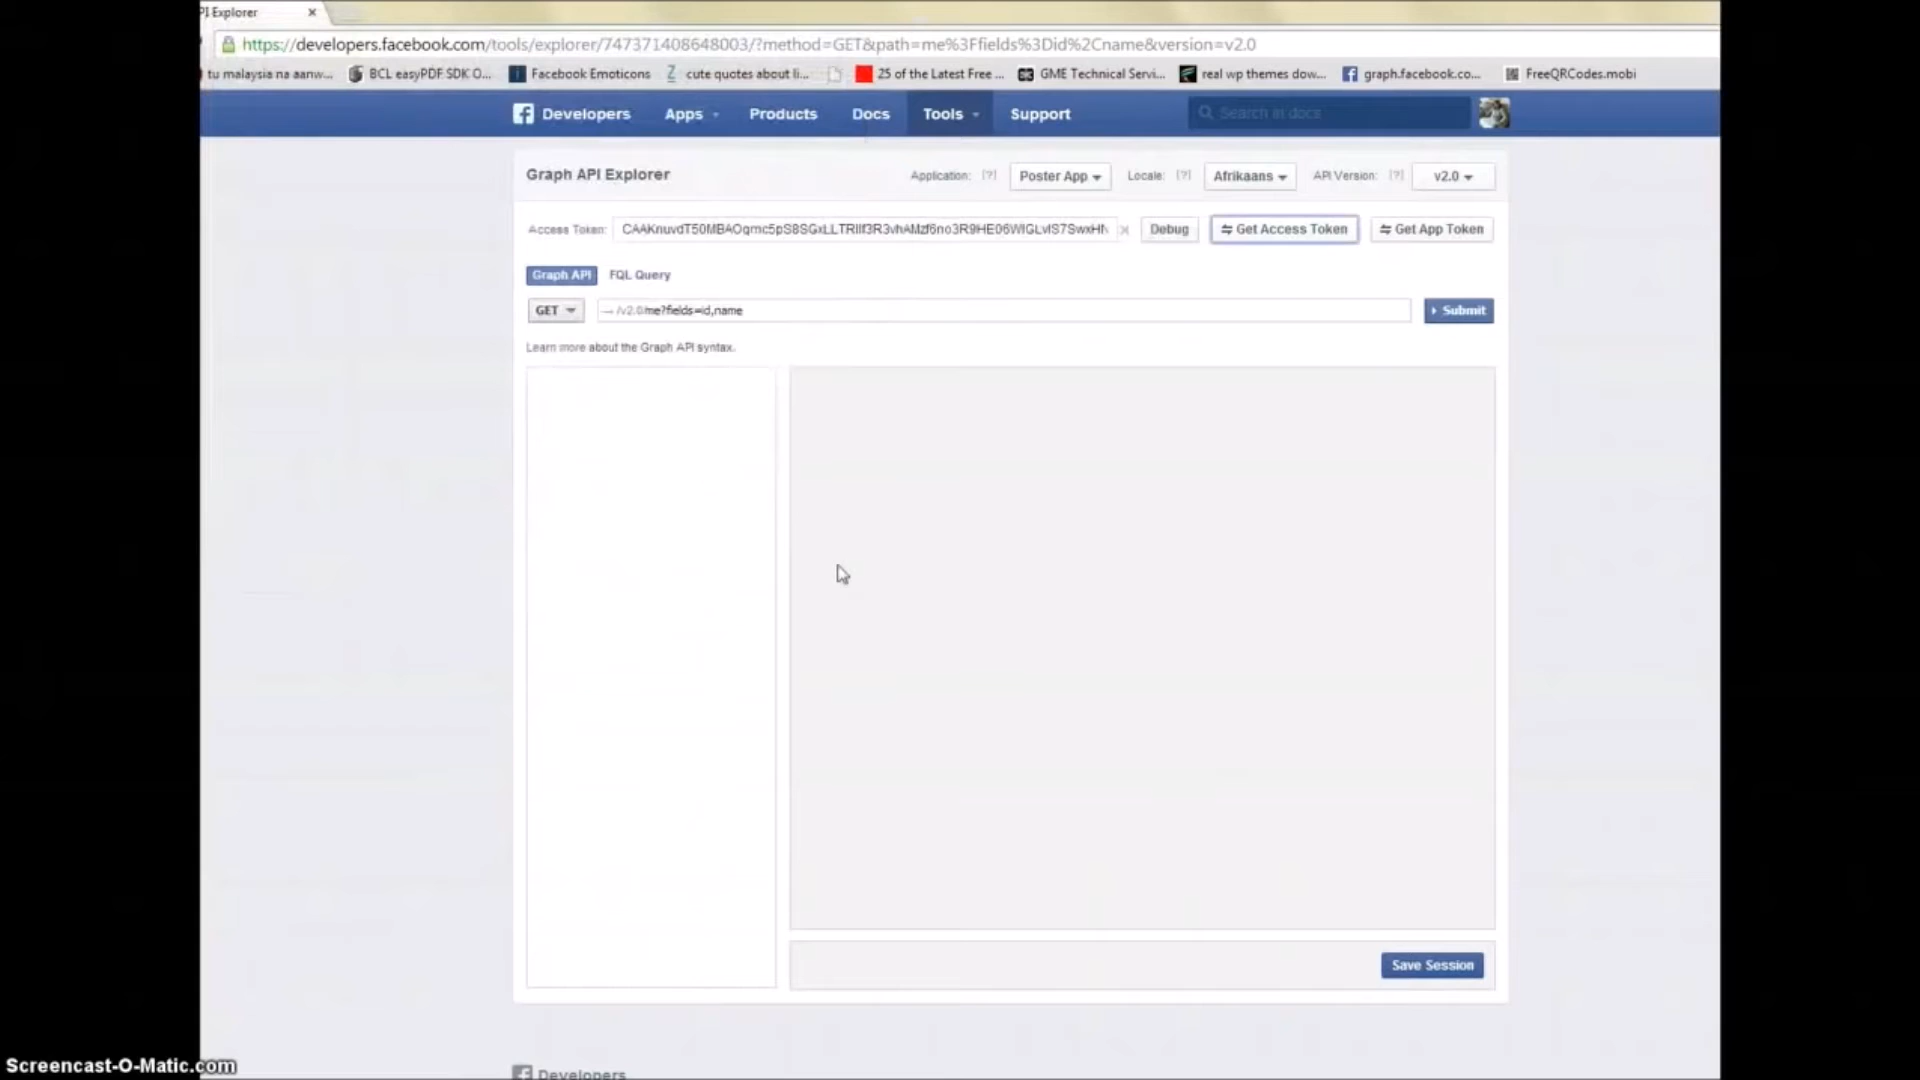 PI Explorer
https://developers.facebook.com/tools/explorer/747371408648003/?method=GET&path=me%3Ffields%3Did%2Cname&version=v2.0
tu malaysia na aanw... BCL easyPDF SDK O... Facebook Emoticons cute quotes about li... 25 of the Latest Free ... GME Technical Servi... real wp themes dow... graph.facebook.co... FreeQRCodes.mobi
Developers Apps Products Docs Tools Support Search in docs
Graph API Explorer Application: [?] Poster App Locale: [?] Afrikaans API Version: [?] v2.0
Access Token: Debug Get Access Token Get App Token
Graph API FQL Query
GET → /v2.0/me?fields=id,name Submit
Learn more about the Graph API syntax.
Save Session
Developers
Screencast-O-Matic.com